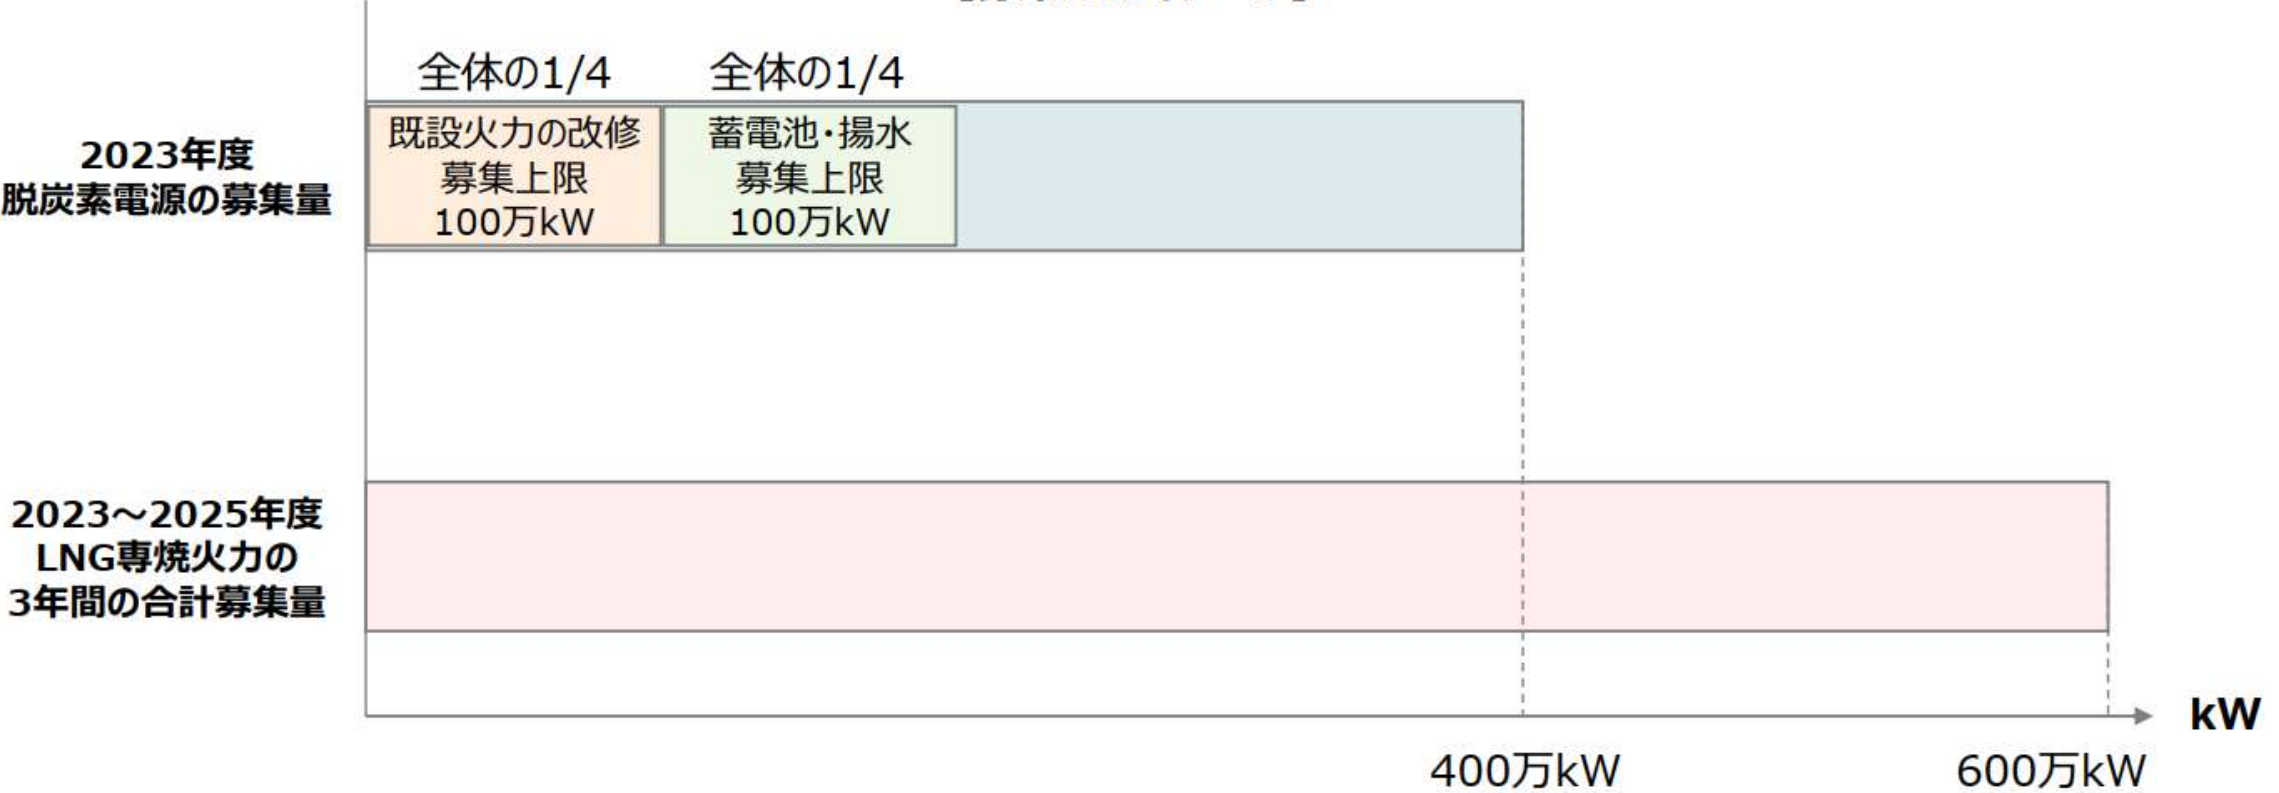 全体の1/4
全体の1/4
2023年度
脱炭素電源の募集量
既設火力の改修
募集上限
100万kW
蓄電池・揚水
募集上限
100万kW
2023～2025年度
LNG専焼火力の
3年間の合計募集量
kW
400万kW
600万kW